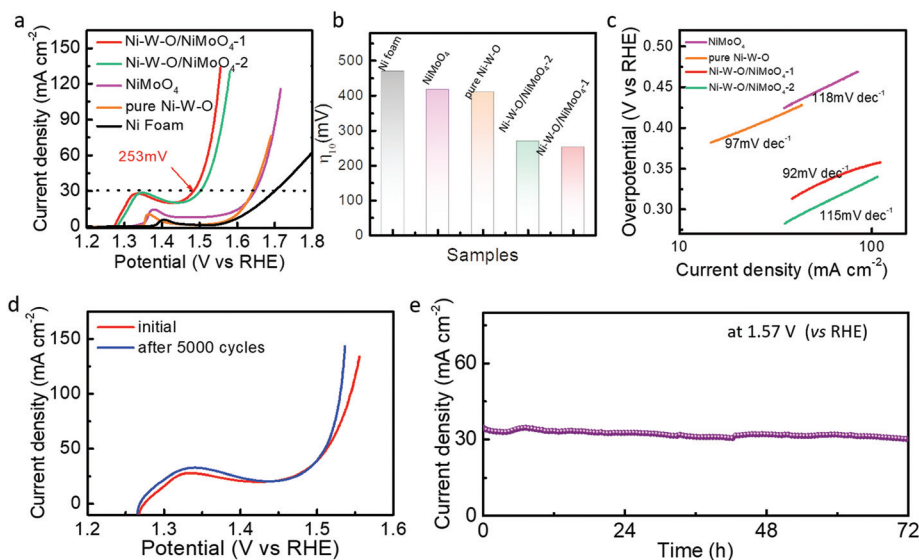 a
Current density (mA cm-2)
150
120
90
60
30
0
Ni-W-O/NiMoO4-1
Ni-W-O/NiMoO4-2
NiMoO4
pure Ni-W-O
Ni Foam
253mV
1.2 1.3 1.4 1.5 1.6 1.7 1.8
Potential (V vs RHE)
b
η10(mV)
600
500
400
300
200
100
0
Ni foam
NiMoO4
pure Ni-W-O
Ni-W-O/NiMoO4-2
Ni-W-O/NiMoO4-1
Samples
c
Overpotential (V vs RHE)
0.50
0.45
0.40
0.35
0.30
NiMoO4
pure Ni-W-O
Ni-W-O/NiMoO4-1
Ni-W-O/NiMoO4-2
118mV dec-1
97mV dec-1
92mV dec-1
115mV dec-1
10 100
Current density (mA cm-2)
d
Current density (mA cm-2)
150
100
50
0
initial
after 5000 cycles
1.2 1.3 1.4 1.5 1.6
Potential (V vs RHE)
e
Current density (mA cm-2)
60
30
0
at 1.57 V (vs RHE)
0 24 48 72
Time (h)